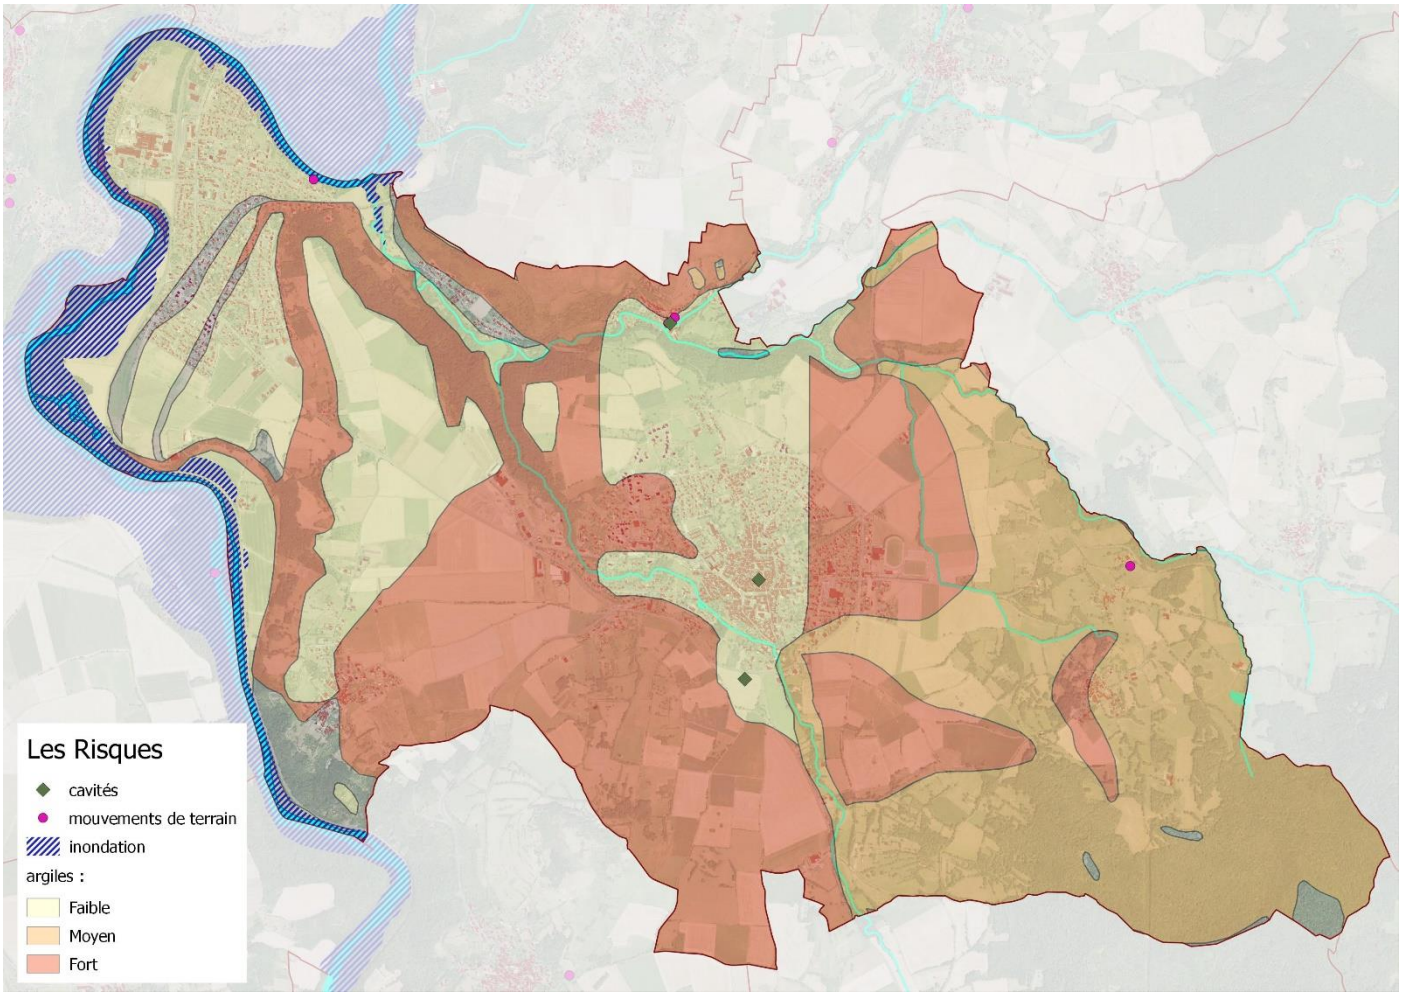 Les Risques
cavités
mouvements de terrain
inondation
argiles :
Faible
Moyen
Fort